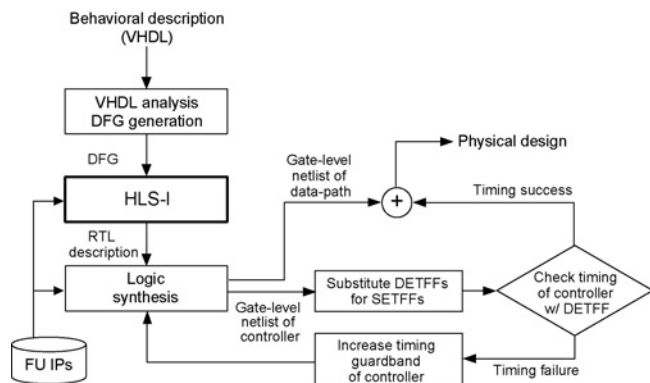 Behavioral description
(VHDL)
VHDL analysis
DFG generation
DFG
HLS-I
RTL
description
Logic
synthesis
FU IPs
Gate-level
netlist of
data-path
+
Physical design
Timing success
Gate-level
netlist of
controller
Substitute DETFFs
for SETFFs
Check timing
of controller
w/ DETFF
Timing failure
Increase timing
guardband
of controller